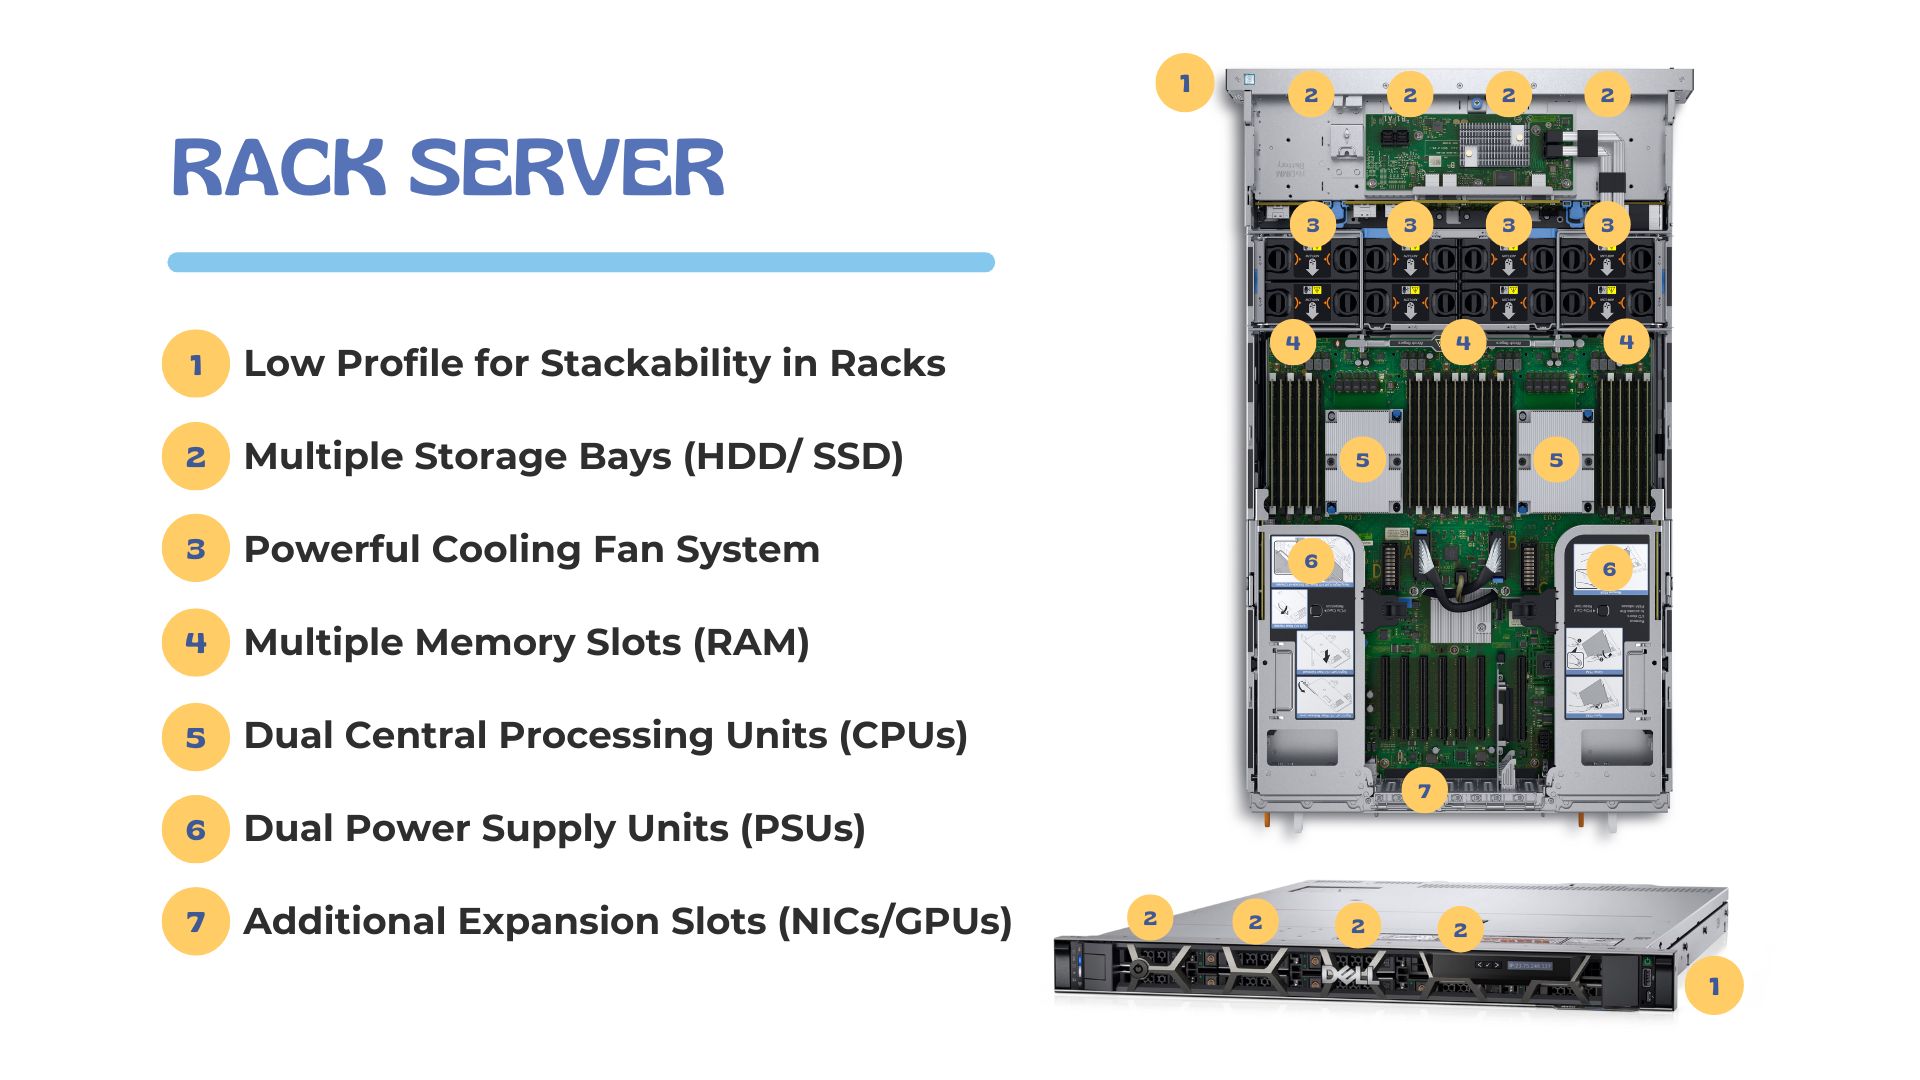 RACK SERVER
1 Low Profile for Stackability in Racks
2 Multiple Storage Bays (HDD/ SSD)
3 Powerful Cooling Fan System
4 Multiple Memory Slots (RAM)
5 Dual Central Processing Units (CPUs)
6 Dual Power Supply Units (PSUs)
7 Additional Expansion Slots (NICs/GPUs)
1
2 2 2 2
3 3 3 3
4 4 4
5 5
6 6
7
2 2 2 2
DELL
1